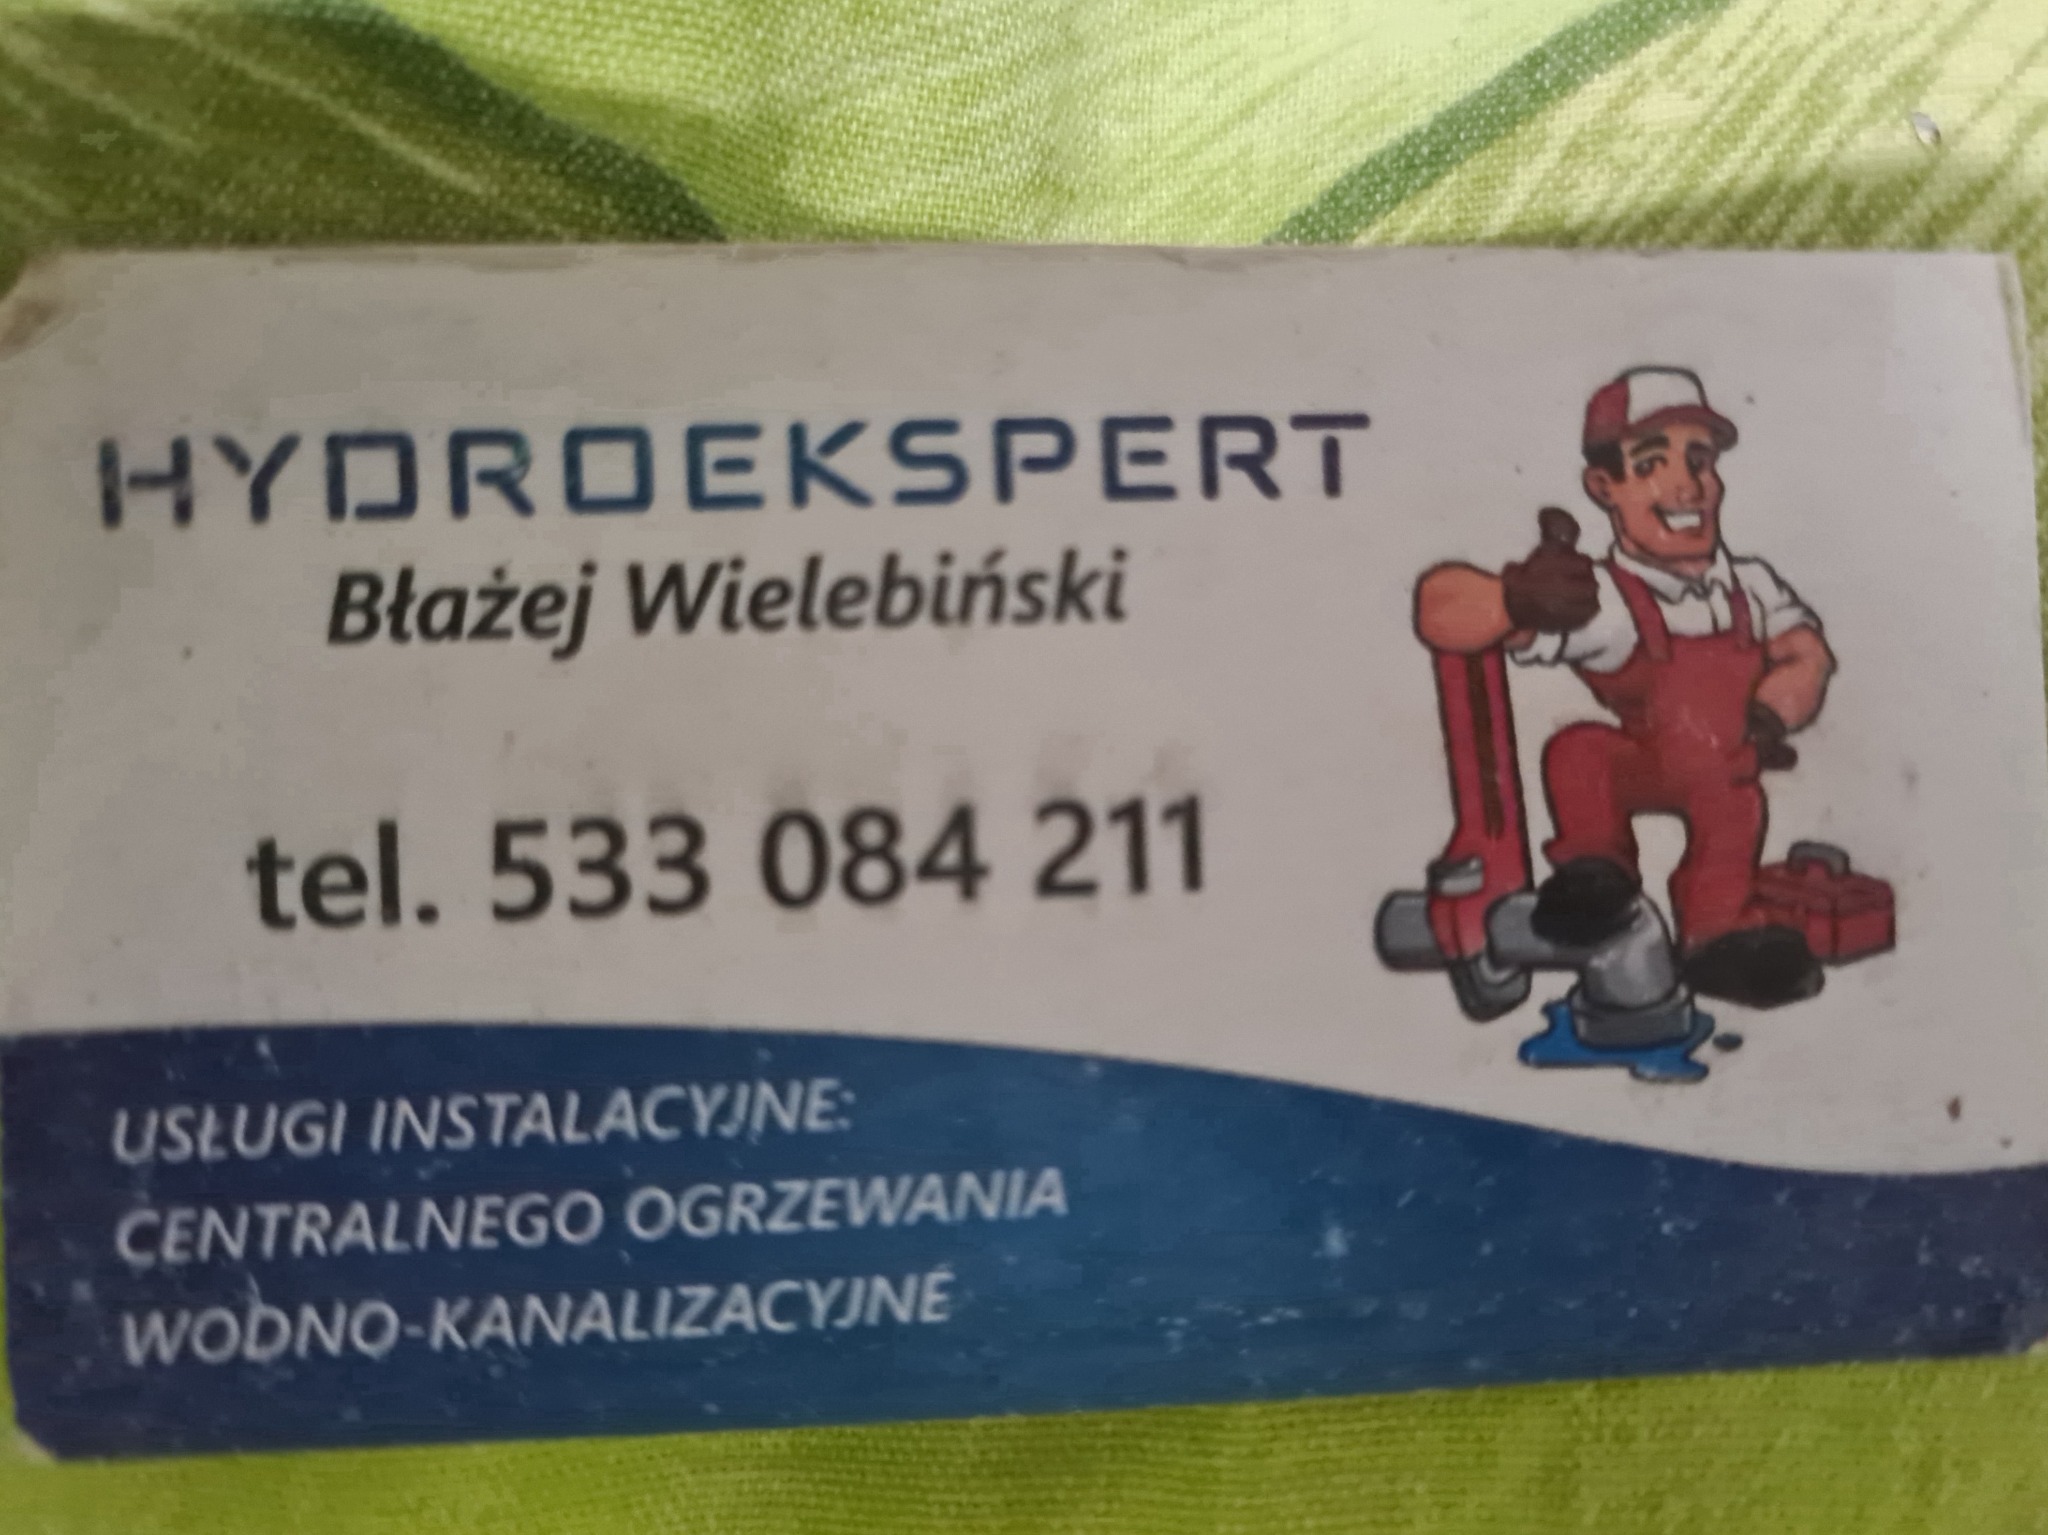 HYDROEKSPERT
Błażej Wielebiński
tel. 533 084 211
USŁUGI INSTALACYJNE:
CENTRALNEGO OGRZEWANIA
WODNO-KANALIZACYJNE